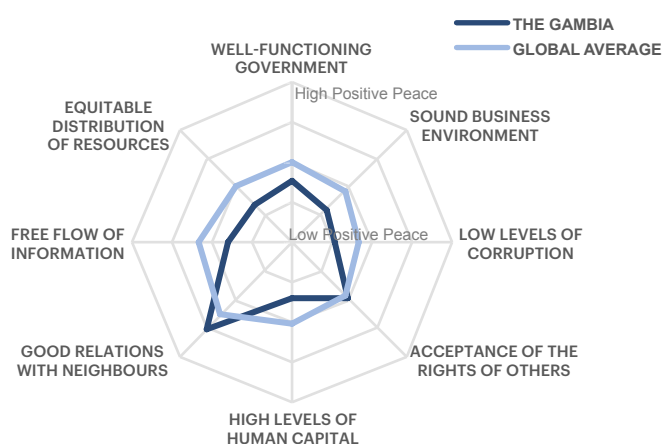 THE GAMBIA
GLOBAL AVERAGE
WELL-FUNCTIONING
GOVERNMENT
High Positive Peace
SOUND BUSINESS
ENVIRONMENT
EQUITABLE
DISTRIBUTION
OF RESOURCES
FREE FLOW OF
INFORMATION
Low Positive Peace
LOW LEVELS OF
CORRUPTION
GOOD RELATIONS
WITH NEIGHBOURS
ACCEPTANCE OF THE
RIGHTS OF OTHERS
HIGH LEVELS OF
HUMAN CAPITAL